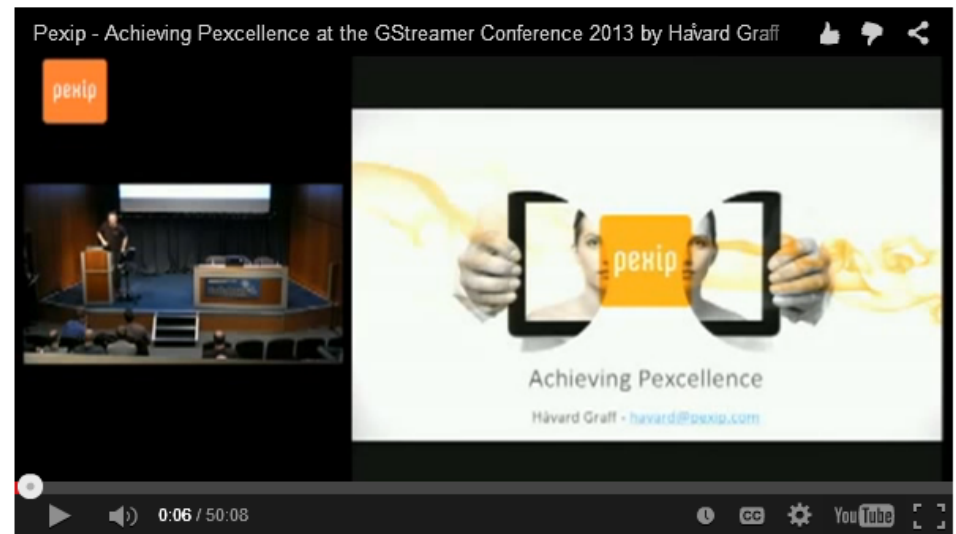 Pexip - Achieving Pexcellence at the GStreamer Conference 2013 by Håvard Graff
pexip
pexip
Achieving Pexcellence
Håvard Graff - havard@pexip.com
0:06 / 50:08
CC
YouTube